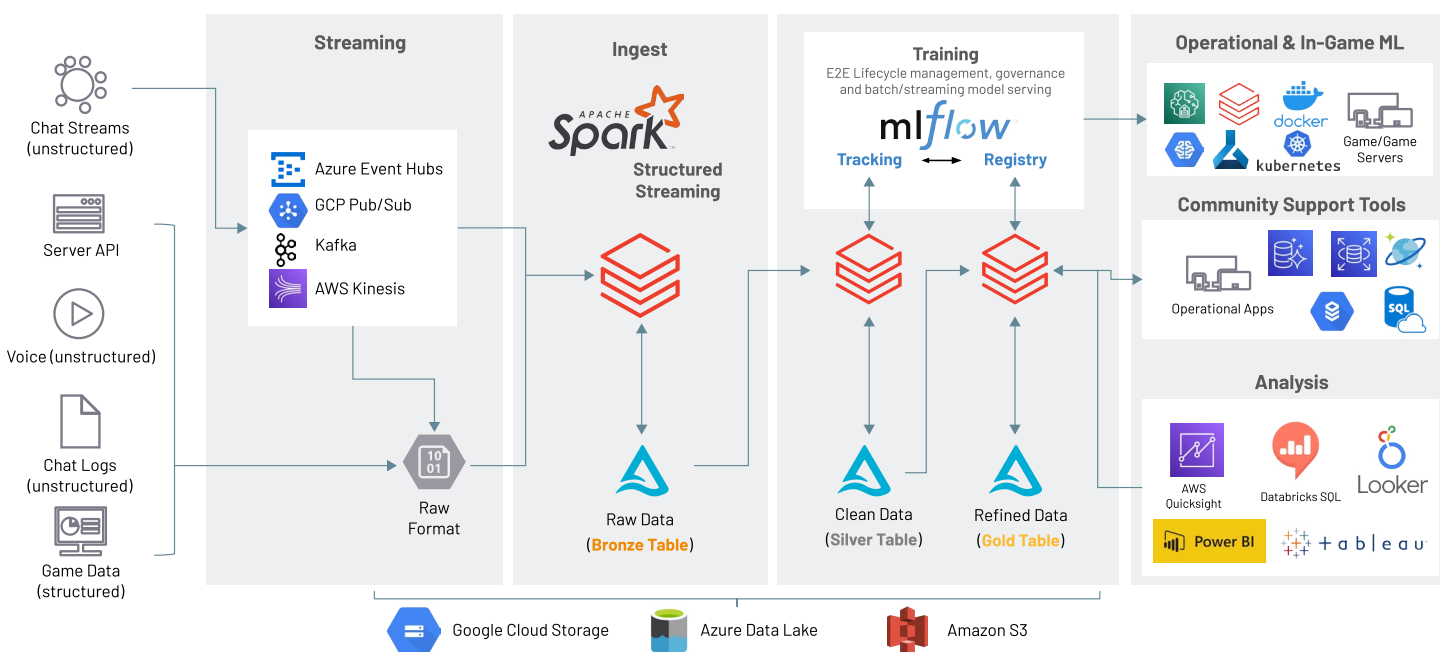 Chat Streams
(unstructured)
Server API
Voice (unstructured)
Chat Logs
(unstructured)
Game Data
(structured)
Streaming
Azure Event Hubs
GCP Pub/Sub
Kafka
AWS Kinesis
10
01
Raw
Format
Ingest
APACHE
Spark
TM
Structured
Streaming
Raw Data
(Bronze Table)
Training
E2E Lifecycle management, governance
and batch/streaming model serving
mlflow
Tracking
Registry
Clean Data
(Silver Table)
Refined Data
(Gold Table)
Operational & In-Game ML
docker
kubernetes
Game/Game
Servers
Community Support Tools
Operational Apps
SQL
Analysis
AWS
Quicksight
Databricks SQL
Looker
Power BI
+ableau
Google Cloud Storage
Azure Data Lake
Amazon S3